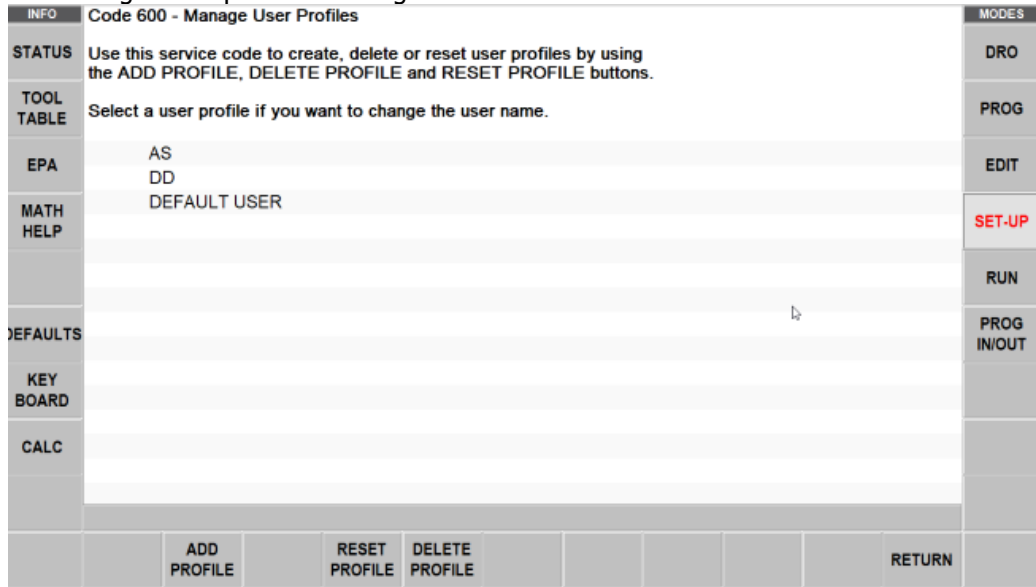 INFO
Code 600 - Manage User Profiles
MODES
STATUS
Use this service code to create, delete or reset user profiles by using
the ADD PROFILE, DELETE PROFILE and RESET PROFILE buttons.
DRO
TOOL
TABLE
Select a user profile if you want to change the user name.
PROG
EPA
AS
DD
DEFAULT USER
EDIT
MATH
HELP
SET-UP
RUN
DEFAULTS
PROG
IN/OUT
KEY
BOARD
CALC
ADD
PROFILE
RESET
PROFILE
DELETE
PROFILE
RETURN